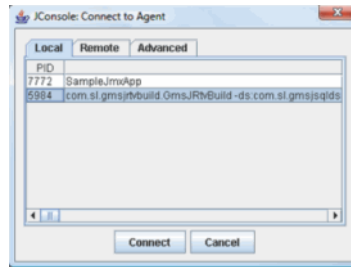 JConsole: Connect to Agent
Local Remote Advanced
PID
7772 SampleJmxApp
5984 com.sl.gmsjrtvbuild.GmsJRtvBuild -ds:com.sl.gmsjsqlds
Connect Cancel